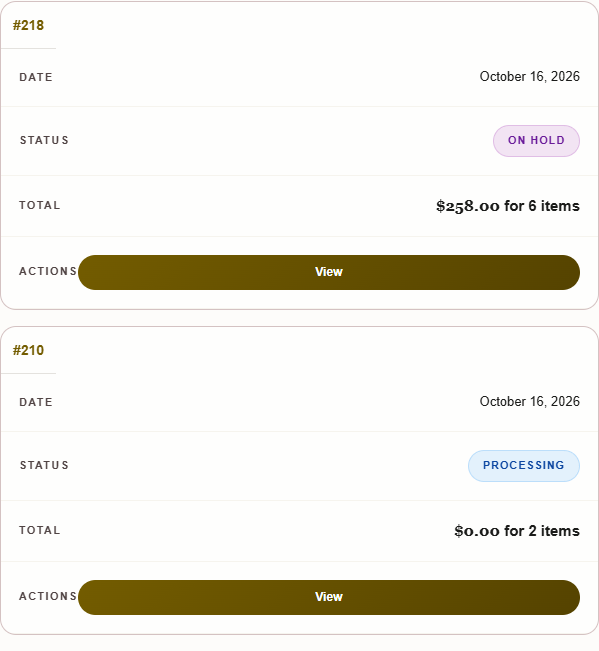 #218
DATE October 16, 2026
STATUS ON HOLD
TOTAL $258.00 for 6 items
ACTIONS View
#210
DATE October 16, 2026
STATUS PROCESSING
TOTAL $0.00 for 2 items
ACTIONS View